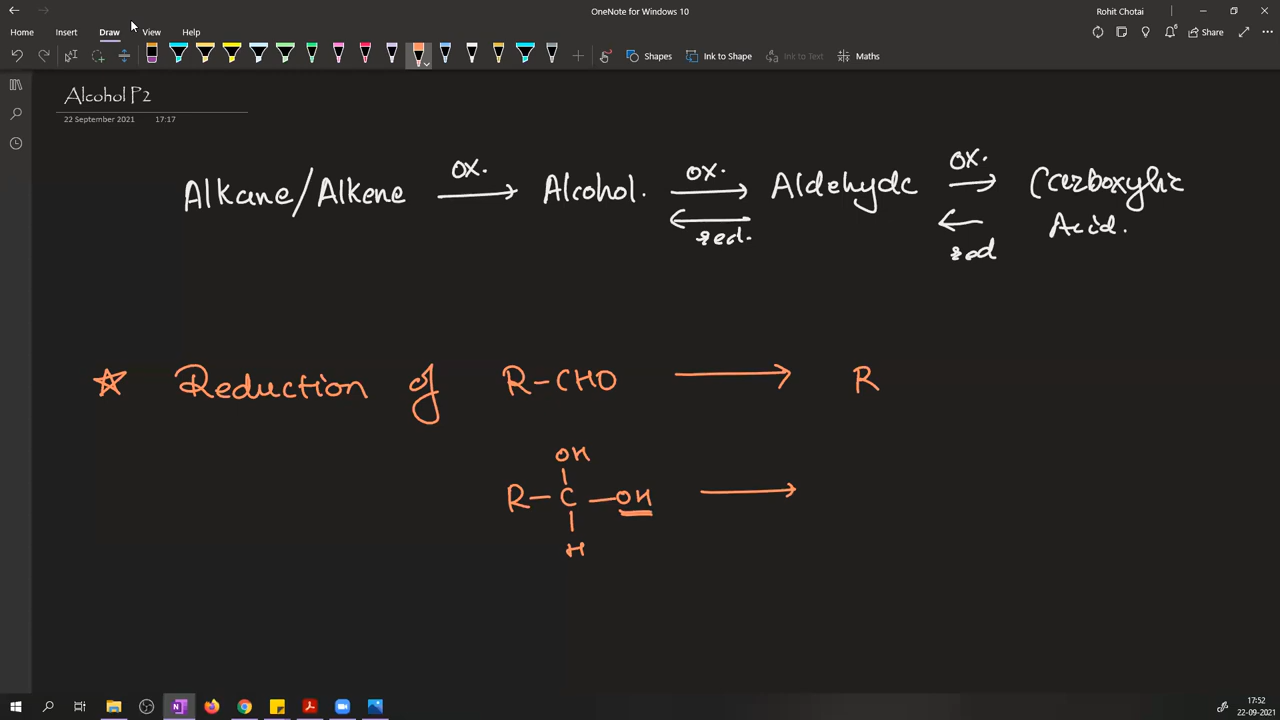 OneNote for Windows 10
Rohit Chotai
Home Insert Draw View Help
Share
Shapes Ink to Shape Ink to Text Maths
Alcohol P2
22 September 2021 17:17
Alkane/Alkene ox. Alcohol. ox. red. Aldehyde ox. red Carboxylic
Acid.
☆ Reduction of R-CHO ⟶ R
OH
R-C-OH ⟶
H
17:52
22-09-2021